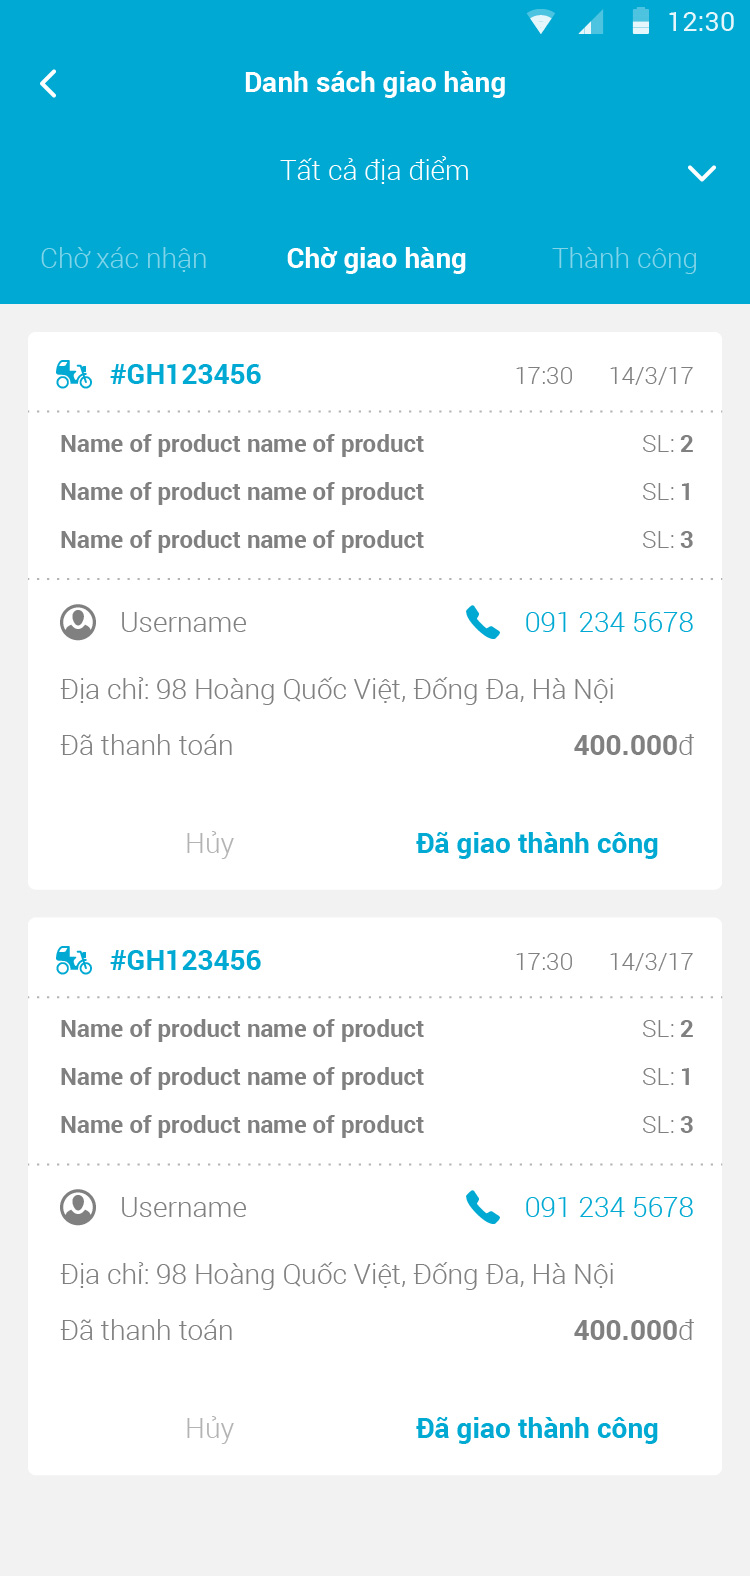 12:30
Danh sách giao hàng
Tất cả địa điểm
Chờ xác nhận Chờ giao hàng Thành công
#GH123456 17:30 14/3/17
Name of product name of product SL: 2
Name of product name of product SL: 1
Name of product name of product SL: 3
Username 091 234 5678
Địa chỉ: 98 Hoàng Quốc Việt, Đống Đa, Hà Nội
Đã thanh toán 400.000đ
Hủy Đã giao thành công
#GH123456 17:30 14/3/17
Name of product name of product SL: 2
Name of product name of product SL: 1
Name of product name of product SL: 3
Username 091 234 5678
Địa chỉ: 98 Hoàng Quốc Việt, Đống Đa, Hà Nội
Đã thanh toán 400.000đ
Hủy Đã giao thành công